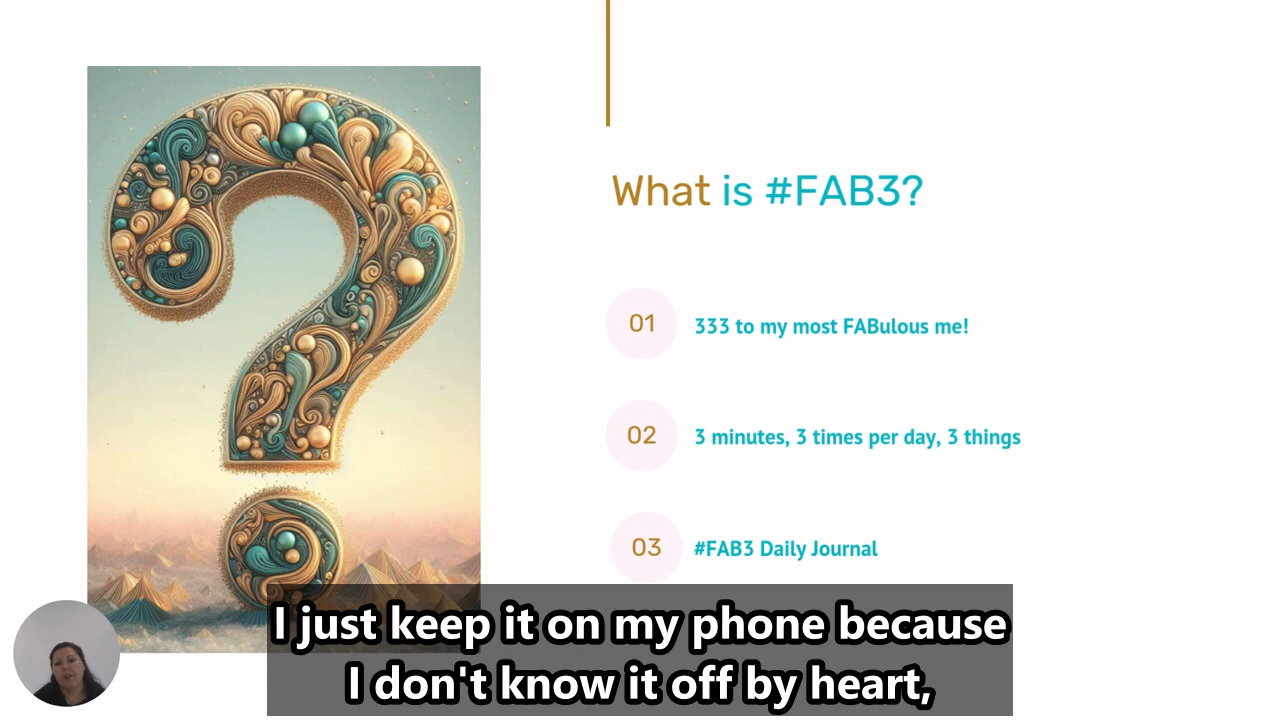 What is #FAB3?
01
333 to my most FABulous me!
02
3 minutes, 3 times per day, 3 things
03
#FAB3 Daily Journal
I just keep it on my phone because
I don't know it off by heart,